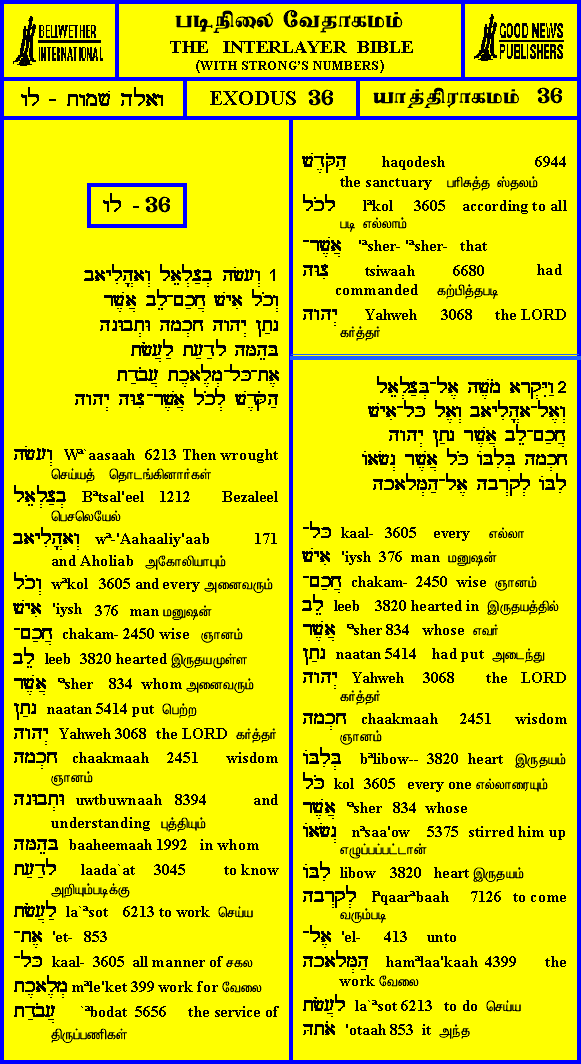 BELLWETHER
INTERNATIONAL
படிநிலை வேதாகமம்
THE INTERLAYER BIBLE
(WITH STRONG'S NUMBERS)
GOOD NEWS
PUBLISHERS
ואלה שמות - לו
EXODUS 36
யாத்திராகமம் 36
לו - 36
1 וְעָשָׂה בְצַלְאֵל וְאָהֳלִיאָב
וְכֹל אִישׁ חֲכַם־לֵב אֲשֶׁר
נָתַן יְהוָה חָכְמָה וּתְבוּנָה
בָּהֵמָּה לָדַעַת לַעֲשֹׂת
אֶת־כָּל־מְלֶאכֶת עֲבֹדַת
הַקֹּדֶשׁ לְכֹל אֲשֶׁר־צִוָּה יְהוָה
וְעָשָׂה Wª`aasaah 6213 Then wrought
செய்யத் தொடங்கினார்கள்
בְצַלְאֵל Bªtsal'eel 1212 Bezaleel
பெசலெயேல்
וְאָהֳלִיאָב wª-'Aahaaliy'aab 171
and Aholiab அகோலியாபும்
וְכֹל wªkol 3605 and every அனைவரும்
אִישׁ 'iysh 376 man மனுஷன்
חֲכַם־ chakam- 2450 wise ஞானம்
לֵב leeb 3820 hearted இருதயமுள்ள
אֲשֶׁר ªsher 834 whom அனைவரும்
נָתַן naatan 5414 put பெற்ற
יְהוָה Yahweh 3068 the LORD கர்த்தர்
חָכְמָה chaakmaah 2451 wisdom
ஞானம்
וּתְבוּנָה uwtbuwnaah 8394 and
understanding புத்தியும்
בָּהֵמָּה baaheemaah 1992 in whom
לָדַעַת laada`at 3045 to know
அறியும்படிக்கு
לַעֲשֹׂת la`ªsot 6213 to work செய்ய
אֶת־ 'et- 853
כָּל־ kaal- 3605 all manner of சகல
מְלֶאכֶת mªle'ket 399 work for வேலை
עֲבֹדַת `ªbodat 5656 the service of
திருப்பணிகள்
הַקֹּדֶשׁ haqodesh 6944
the sanctuary பரிசுத்த ஸ்தலம்
לְכֹל lªkol 3605 according to all
படி எல்லாம்
אֲשֶׁר־ 'ªsher- 'ªsher- that
צִוָּה tsiwaah 6680 had
commanded கற்பித்தபடி
יְהוָה Yahweh 3068 the LORD
கர்த்தர்
2 וַיִּקְרָא מֹשֶׁה אֶל־בְּצַלְאֵל
וְאֶל־אָהֳלִיאָב וְאֶל כָּל־אִישׁ
חֲכַם־לֵב אֲשֶׁר נָתַן יְהוָה
חָכְמָה בְּלִבּוֹ כֹּל אֲשֶׁר נְשָׂאוֹ
לִבּוֹ לְקָרְבָה אֶל־הַמְּלָאכָה
כָּל־ kaal- 3605 every எல்லா
אִישׁ 'iysh 376 man மனுஷன்
חֲכַם־ chakam- 2450 wise ஞானம்
לֵב leeb 3820 hearted in இருதயத்தில்
אֲשֶׁר ªsher 834 whose எவர்
נָתַן naatan 5414 had put அடைந்து
יְהוָה Yahweh 3068 the LORD
கர்த்தர்
חָכְמָה chaakmaah 2451 wisdom
ஞானம்
בְּלִבּוֹ bªlibow-- 3820 heart இருதயம்
כֹּל kol 3605 every one எல்லாரையும்
אֲשֶׁר ªsher 834 whose
נְשָׂאוֹ nªsaa'ow 5375 stirred him up
எழுப்பப்பட்டான்
לִבּוֹ libow 3820 heart இருதயம்
לְקָרְבָה lªqaarªbaah 7126 to come
வரும்படி
אֶל־ 'el- 413 unto
הַמְּלָאכָה hamªlaa'kaah 4399 the
work வேலை
לַעֲשֹׂת la`ªsot 6213 to do செய்ய
אֹתָהּ 'otaah 853 it அந்த